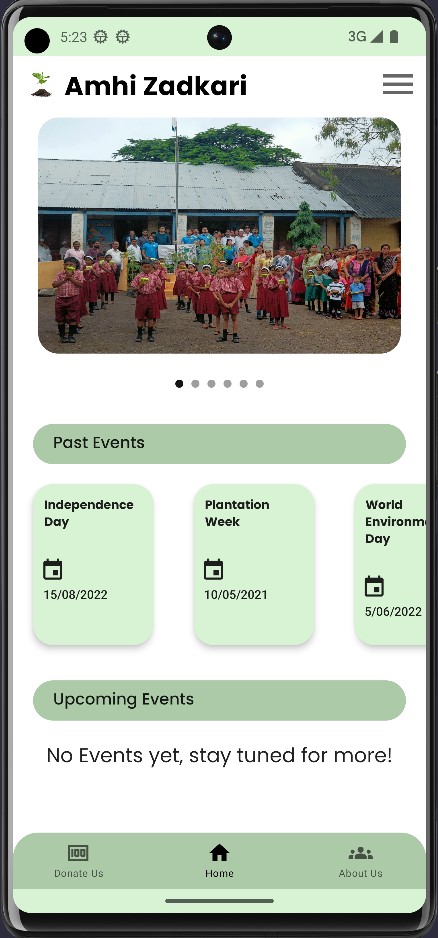 5:23
3G
Amhi Zadkari
Past Events
Independence
Day
15/08/2022
Plantation
Week
10/05/2021
World
Environm
Day
5/06/2022
Upcoming Events
No Events yet, stay tuned for more!
100
Donate Us
Home
About Us